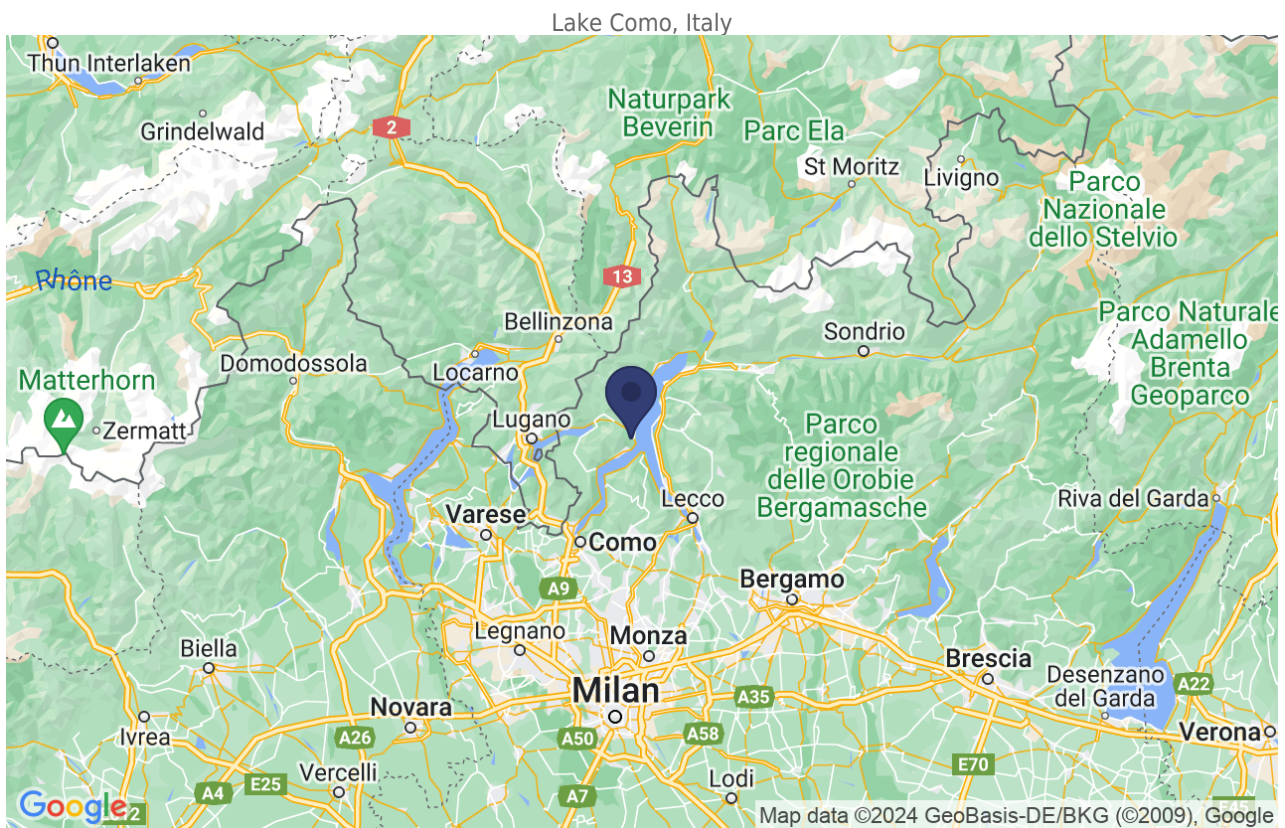 Lake Como, Italy
Thun Interlaken
Grindelwald
2
Naturpark
Beverin
Parc Ela
St Moritz
Livigno
Parco
Nazionale
dello Stelvio
Rhône
13
Bellinzona
Sondrio
Parco Naturale
Adamello
Brenta
Geoparco
Domodossola
Locarno
Matterhorn
Zermatt
Lugano
Parco
regionale
delle Orobie
Bergamasche
Lecco
Riva del Garda
Varese
Como
A9
Bergamo
Legnano
Monza
Biella
Brescia
Desenzano
del Garda
A22
Milan
A35
Novara
Ivrea
A26
A50
A58
Verona
Vercelli
E70
E25
A4
A7
Lodi
Google
Map data ©2024 GeoBasis-DE/BKG (©2009), Google